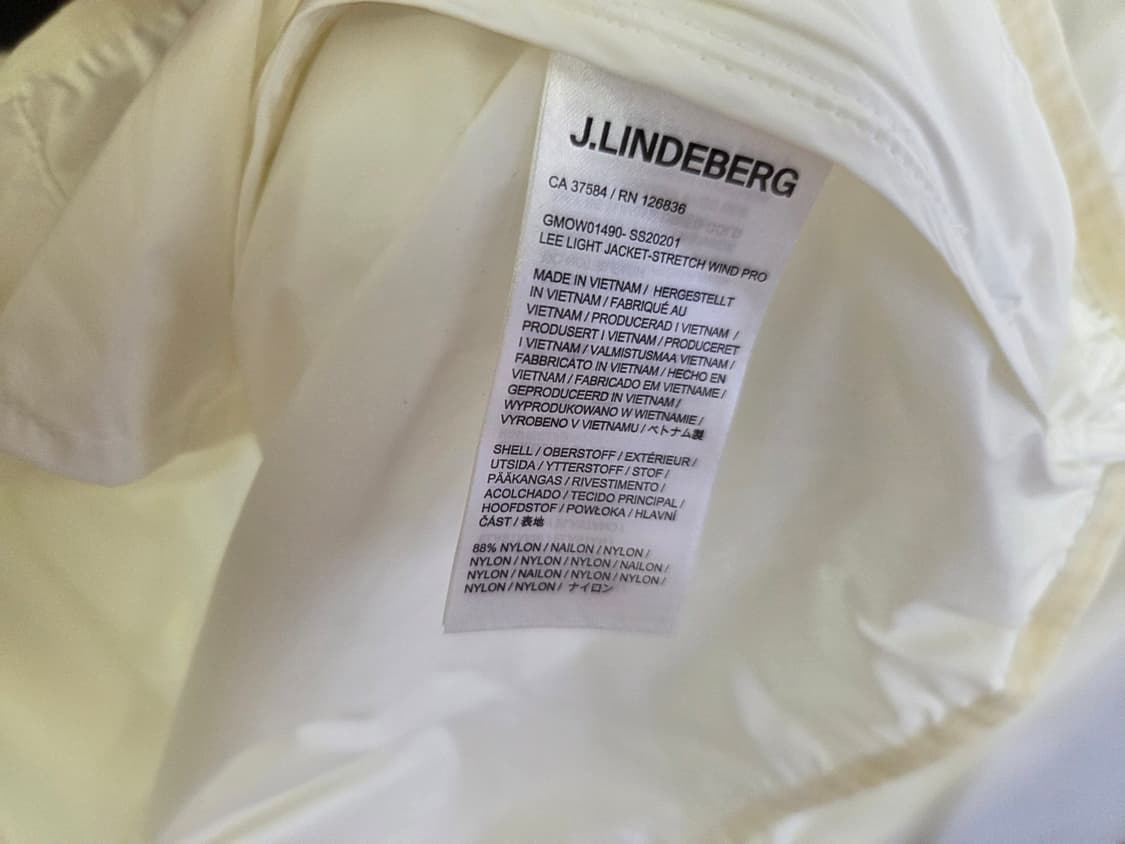 J.LINDEBERG
CA 37584 / RN 126836
GMOW01490- SS20201
LEE LIGHT JACKET-STRETCH WIND PRO
MADE IN VIETNAM / HERGESTELLT
IN VIETNAM / FABRIQUÉ AU
VIETNAM / PRODUCERAD I VIETNAM /
PRODUSERT I VIETNAM / PRODUCERET
I VIETNAM / VALMISTUSMAA VIETNAM /
FABBRICATO IN VIETNAM / HECHO EN
VIETNAM / FABRICADO EM VIETNAME /
GEPRODUCEERD IN VIETNAM /
WYPRODUKOWANO W WIETNAMIE /
VYROBENO V VIETNAMU / ベトナム製
SHELL / OBERSTOFF / EXTÉRIEUR /
UTSIDA / YTTERSTOFF / STOF /
PÄÄKANGAS / RIVESTIMENTO /
ACOLCHADO / TECIDO PRINCIPAL /
HOOFDSTOF / POWŁOKA / HLAVNÍ
ČÁST / 表地
88% NYLON / NAILON / NYLON /
NYLON / NYLON / NYLON / NAILON /
NYLON / NAILON / NYLON / NYLON /
NYLON / NYLON / ナイロン